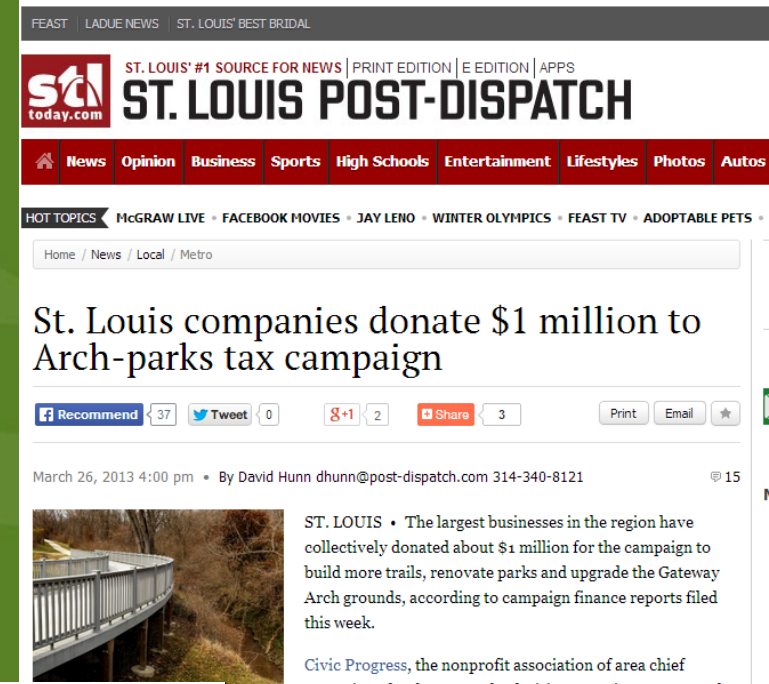 FEAST LADUE NEWS ST. LOUIS' BEST BRIDAL
stl
today.com
ST. LOUIS' #1 SOURCE FOR NEWS PRINT EDITION E EDITION APPS
ST. LOUIS POST-DISPATCH
News Opinion Business Sports High Schools Entertainment Lifestyles Photos Autos
HOT TOPICS McGRAW LIVE • FACEBOOK MOVIES • JAY LENO • WINTER OLYMPICS • FEAST TV • ADOPTABLE PETS •
Home / News / Local / Metro
St. Louis companies donate $1 million to
Arch-parks tax campaign
Recommend 37 Tweet 0 g+1 2 Share 3 Print Email
March 26, 2013 4:00 pm • By David Hunn dhunn@post-dispatch.com 314-340-8121 15
ST. LOUIS • The largest businesses in the region have
collectively donated about $1 million for the campaign to
build more trails, renovate parks and upgrade the Gateway
Arch grounds, according to campaign finance reports filed
this week.
Civic Progress, the nonprofit association of area chief